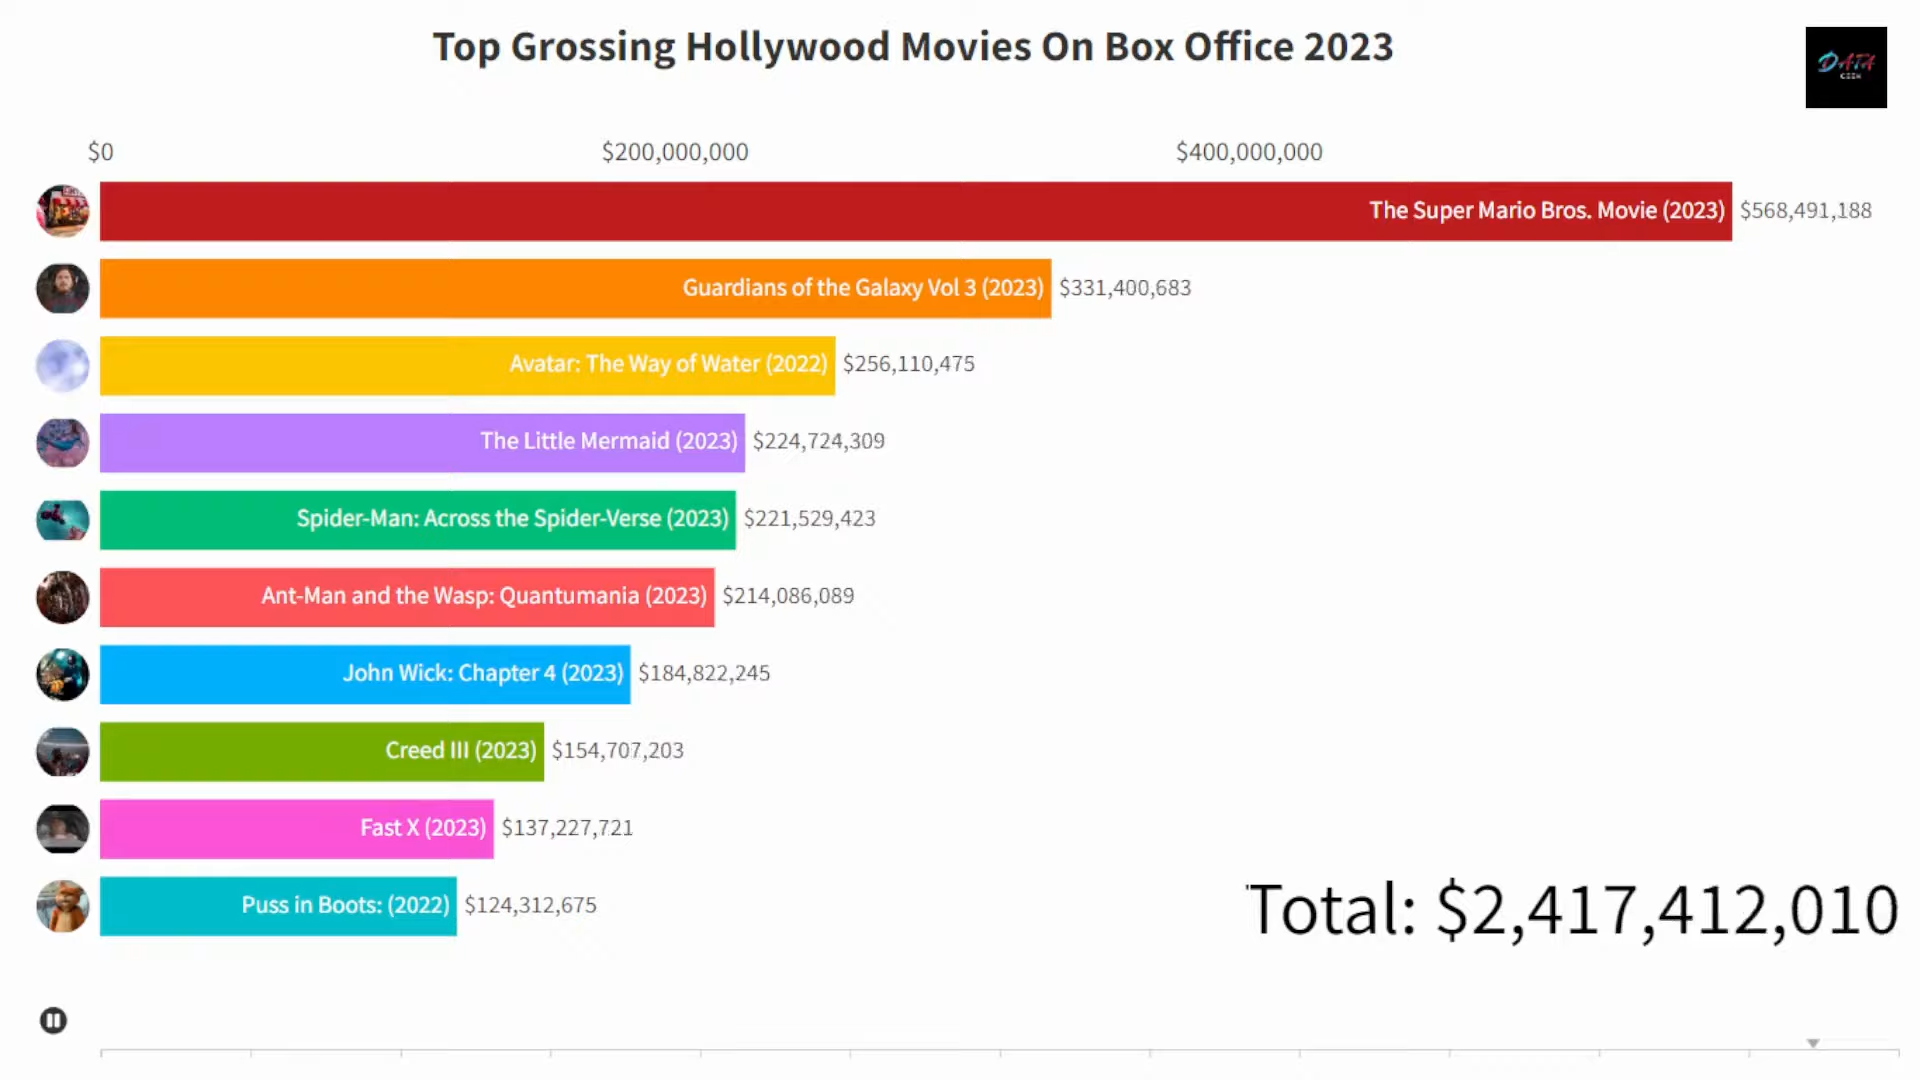 Top Grossing Hollywood Movies On Box Office 2023
DATA
GEEK
$0 $200,000,000 $400,000,000
The Super Mario Bros. Movie (2023) $568,491,188
Guardians of the Galaxy Vol 3 (2023) $331,400,683
Avatar: The Way of Water (2022) $256,110,475
The Little Mermaid (2023) $224,724,309
Spider-Man: Across the Spider-Verse (2023) $221,529,423
Ant-Man and the Wasp: Quantumania (2023) $214,086,089
John Wick: Chapter 4 (2023) $184,822,245
Creed III (2023) $154,707,203
Fast X (2023) $137,227,721
Puss in Boots: (2022) $124,312,675
Total: $2,417,412,010